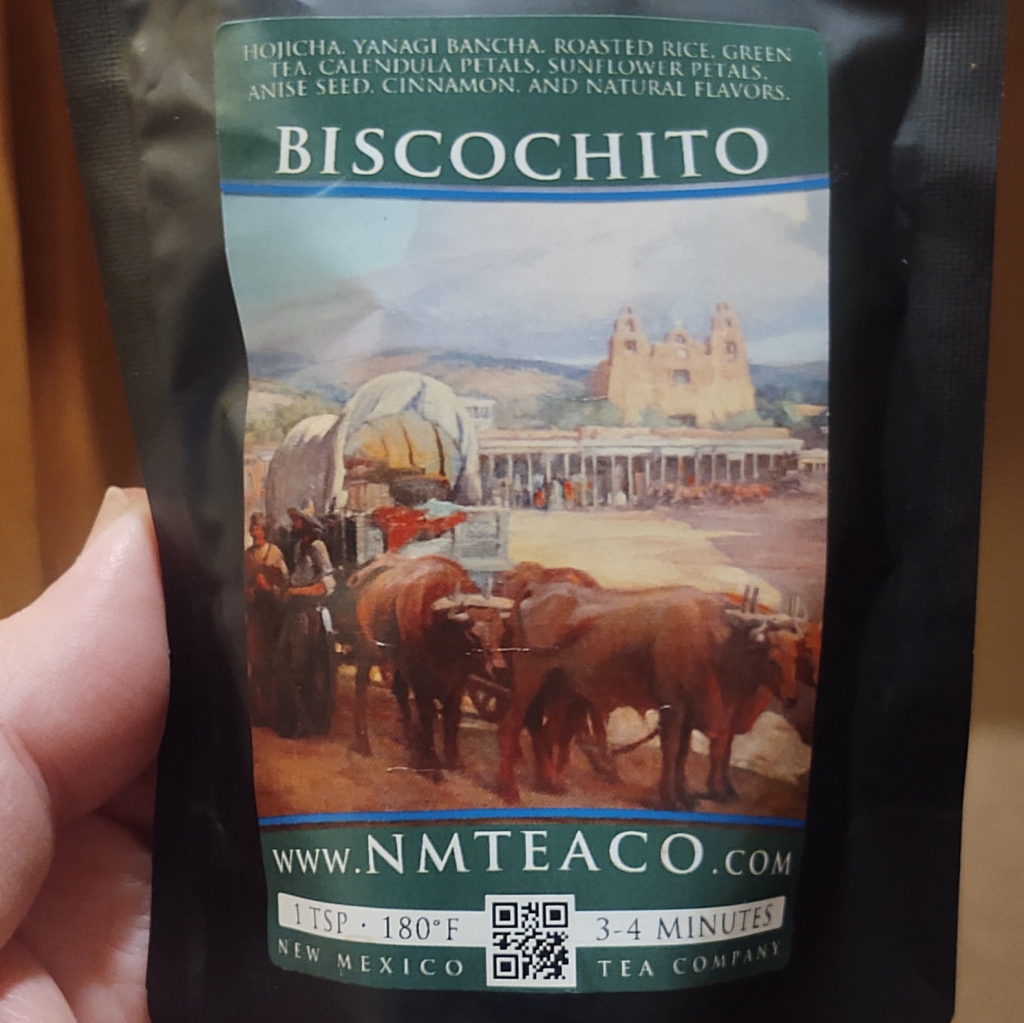 HOJICHA, YANAGI BANCHA, ROASTED RICE, GREEN
TEA, CALENDULA PETALS, SUNFLOWER PETALS,
ANISE SEED, CINNAMON, AND NATURAL FLAVORS.
BISCOCHITO
WWW.NMTEACO.COM
1 TSP · 180°F 3-4 MINUTES
NEW MEXICO TEA COMPANY